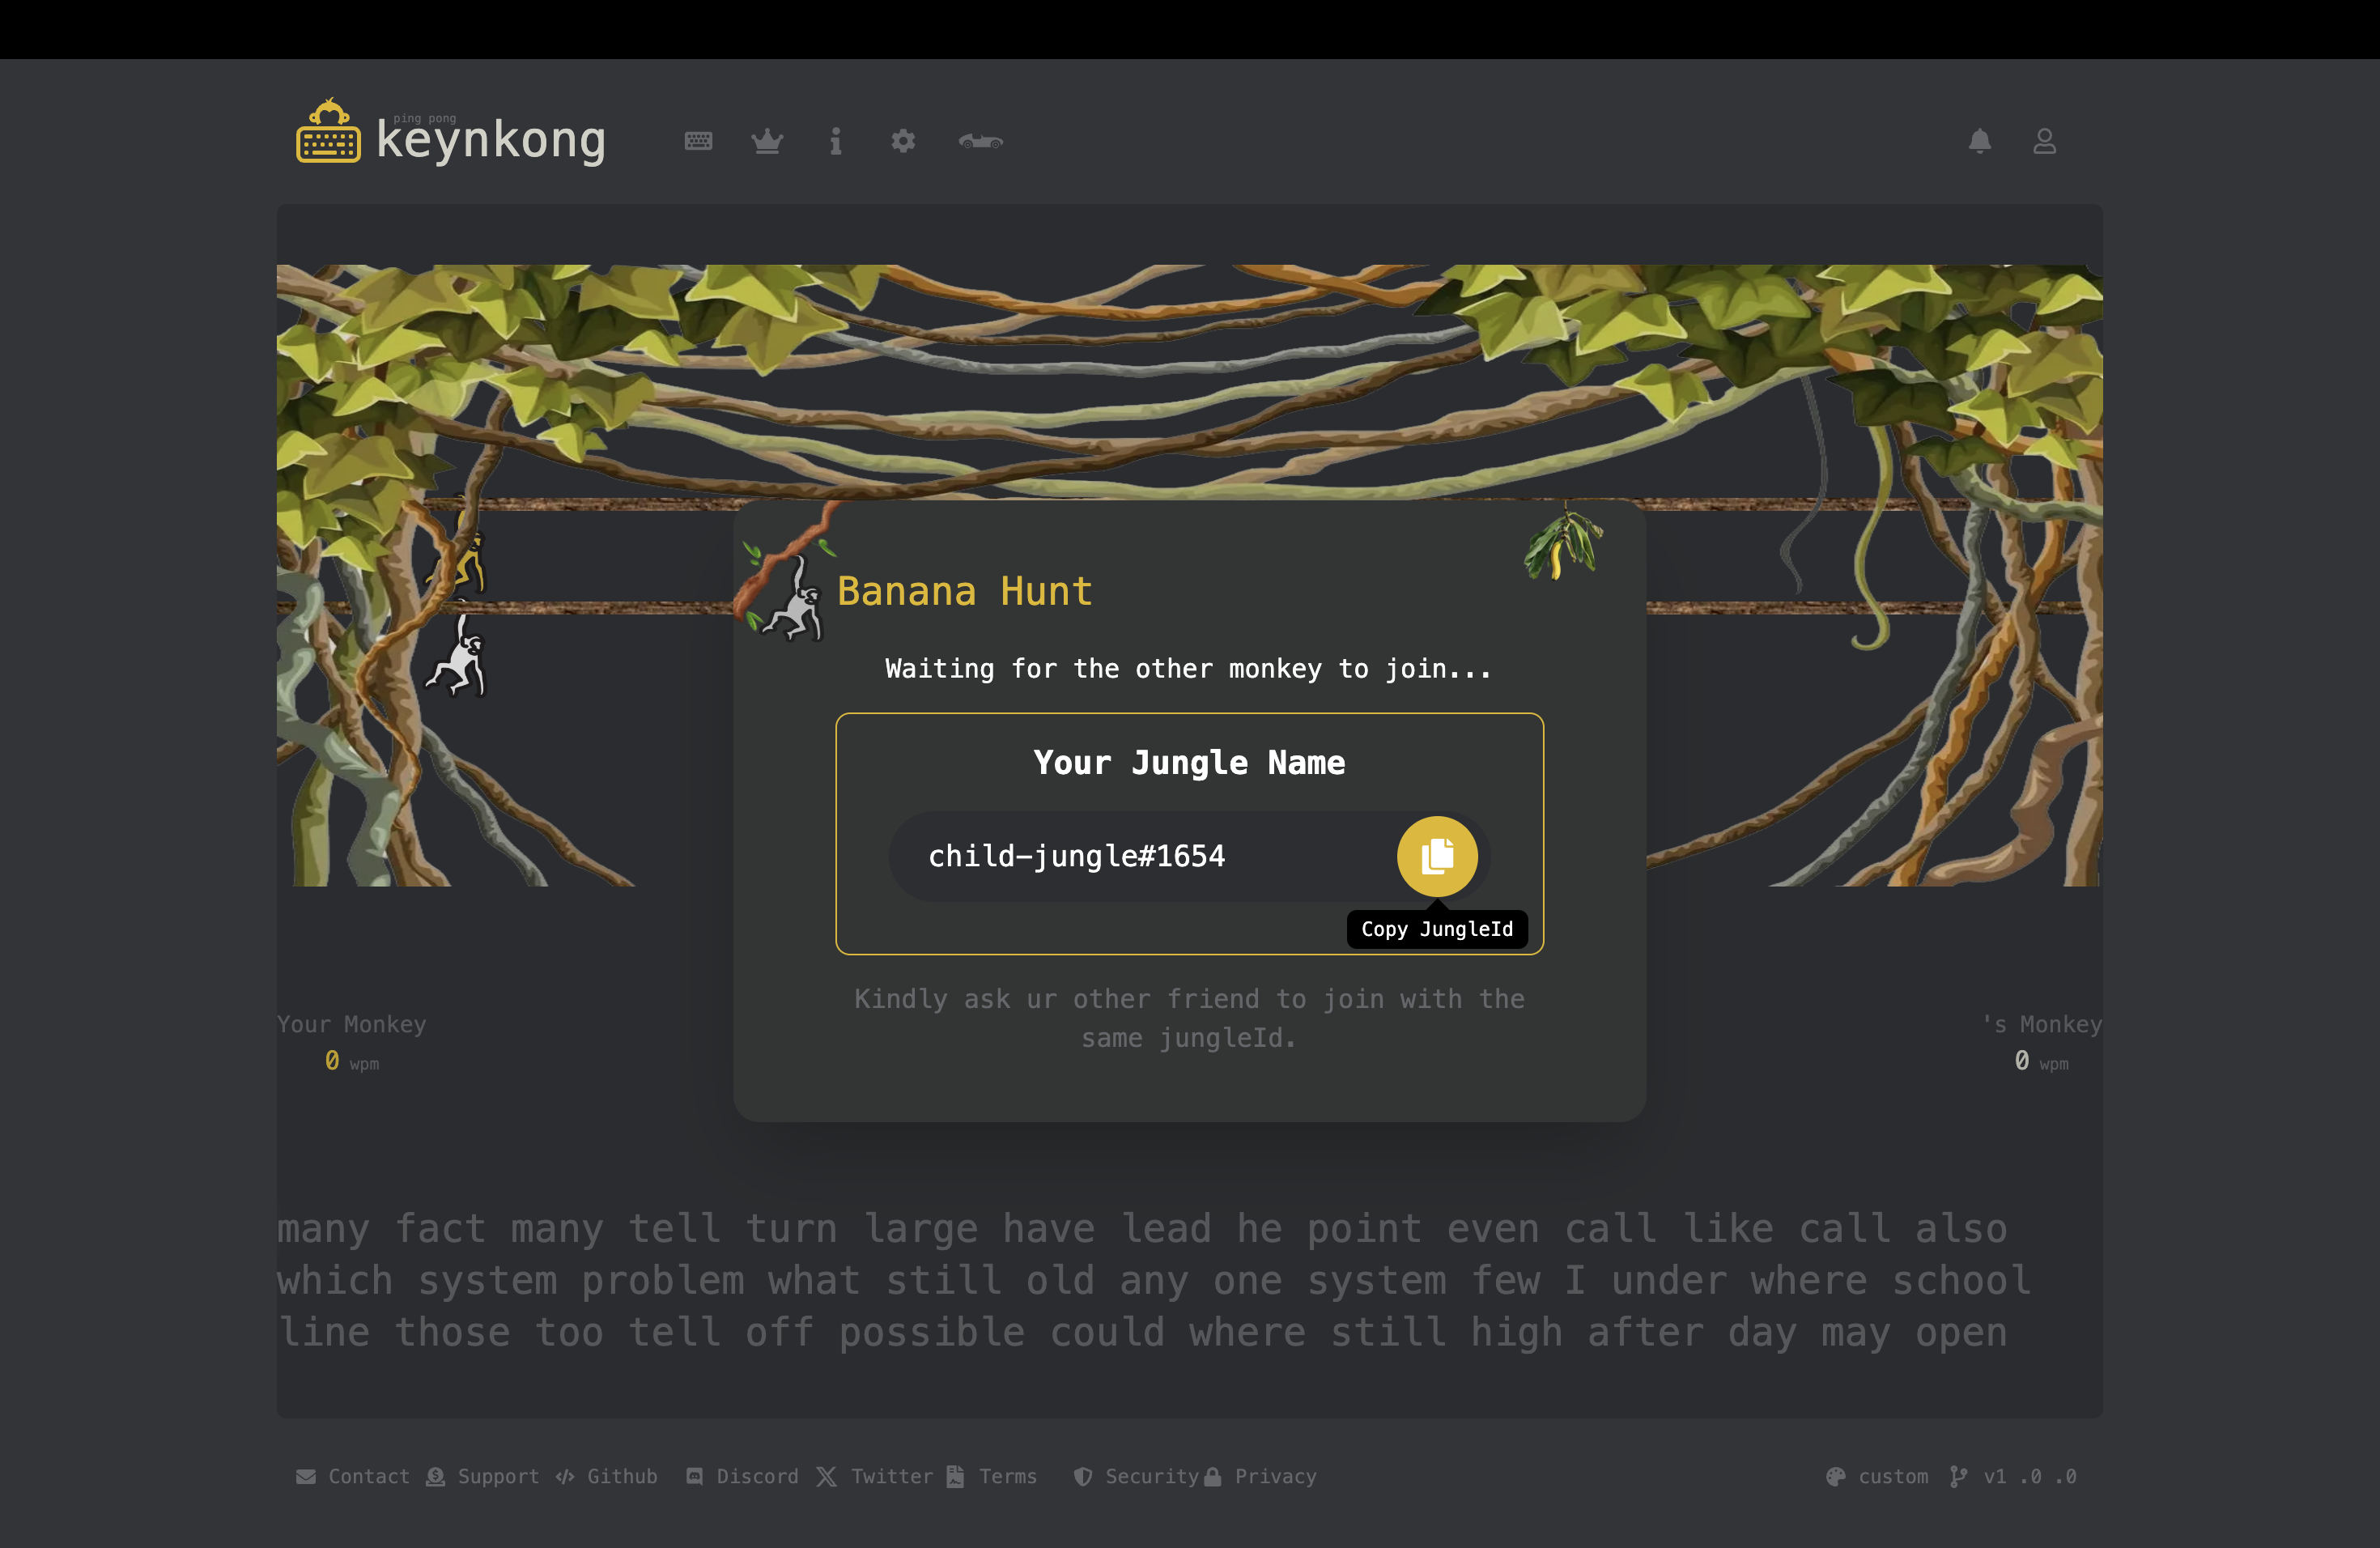 ping pong
keynkong
Banana Hunt
Waiting for the other monkey to join...
Your Jungle Name
child-jungle#1654
Copy JungleId
Kindly ask ur other friend to join with the
same jungleId.
Your Monkey
0 wpm
's Monkey
0 wpm
many fact many tell turn large have lead he point even call like call also
which system problem what still old any one system few I under where school
line those too tell off possible could where still high after day may open
Contact Support Github Discord Twitter Terms Security Privacy custom v1 .0 .0